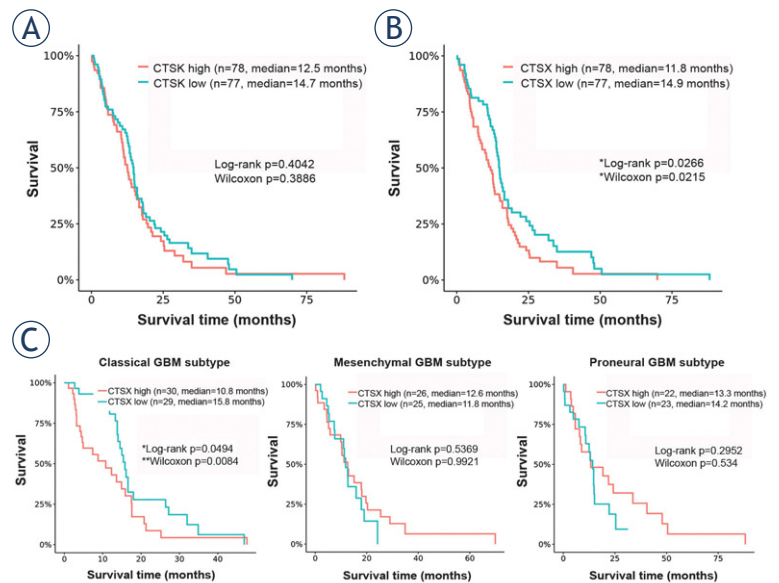 A
B
100%
75%
50%
25%
0%
Survival
CTSK high (n=78, median=12.5 months)
CTSK low (n=77, median=14.7 months)
Log-rank p=0.4042
Wilcoxon p=0.3886
0 25 50 75
Survival time (months)
100%
75%
50%
25%
0%
Survival
CTSX high (n=78, median=11.8 months)
CTSX low (n=77, median=14.9 months)
*Log-rank p=0.0266
*Wilcoxon p=0.0215
0 25 50 75
Survival time (months)
C
Classical GBM subtype
100%
75%
50%
25%
0%
Survival
CTSX high (n=30, median=10.8 months)
CTSX low (n=29, median=15.8 months)
*Log-rank p=0.0494
**Wilcoxon p=0.0084
0 10 20 30 40
Survival time (months)
Mesenchymal GBM subtype
100%
75%
50%
25%
0%
Survival
CTSX high (n=26, median=12.6 months)
CTSX low (n=25, median=11.8 months)
Log-rank p=0.5369
Wilcoxon p=0.9921
0 20 40 60
Survival time (months)
Proneural GBM subtype
100%
75%
50%
25%
0%
Survival
CTSX high (n=22, median=13.3 months)
CTSX low (n=23, median=14.2 months)
Log-rank p=0.2952
Wilcoxon p=0.534
0 25 50 75
Survival time (months)